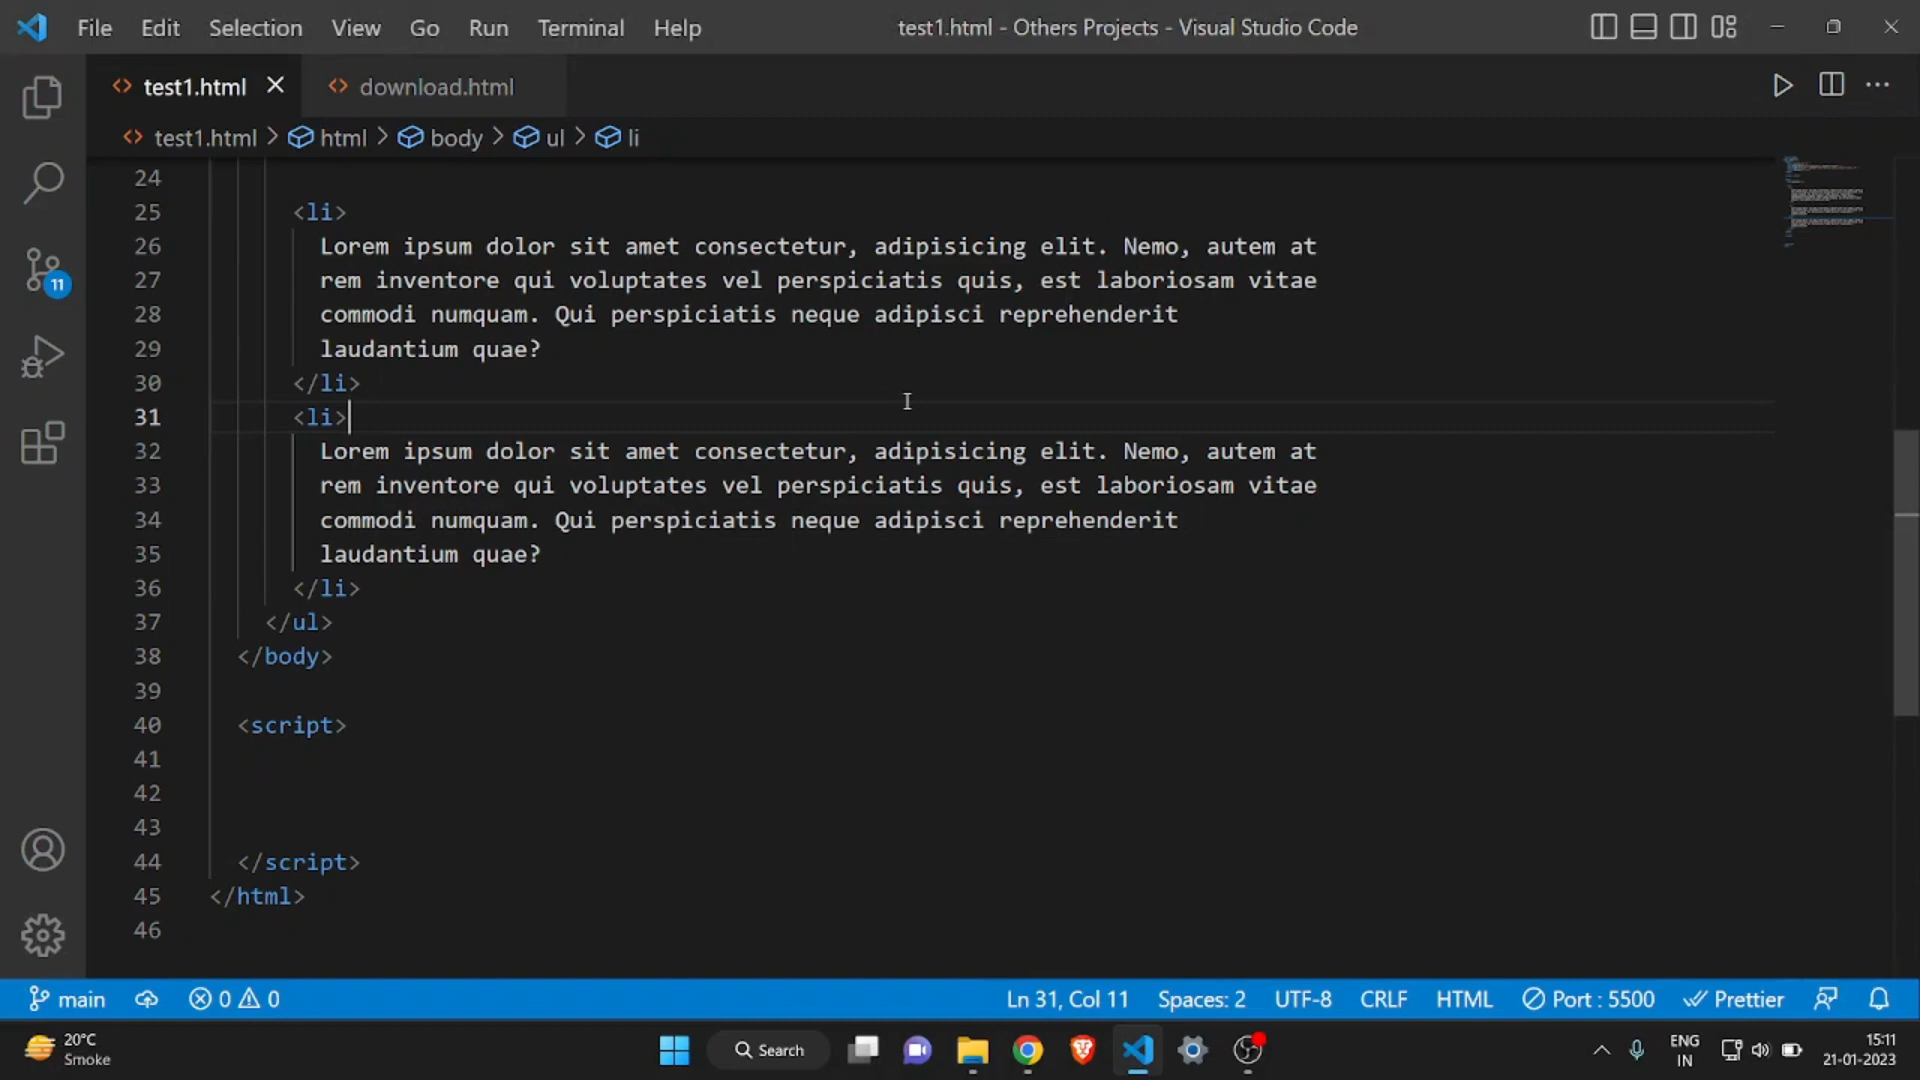 File Edit Selection View Go Run Terminal Help test1.html - Others Projects - Visual Studio Code
test1.html download.html
test1.html > html > body > ul > li
24
25 <li>
26 Lorem ipsum dolor sit amet consectetur, adipisicing elit. Nemo, autem at
27 rem inventore qui voluptates vel perspiciatis quis, est laboriosam vitae
28 commodi numquam. Qui perspiciatis neque adipisci reprehenderit
29 laudantium quae?
30 </li>
31 <li>
32 Lorem ipsum dolor sit amet consectetur, adipisicing elit. Nemo, autem at
33 rem inventore qui voluptates vel perspiciatis quis, est laboriosam vitae
34 commodi numquam. Qui perspiciatis neque adipisci reprehenderit
35 laudantium quae?
36 </li>
37 </ul>
38 </body>
39
40 <script>
41
42
43
44 </script>
45 </html>
46
11
main 0 0 Ln 31, Col 11 Spaces: 2 UTF-8 CRLF HTML Port : 5500 Prettier
20°C
Smoke
Search
ENG
IN
15:11
21-01-2023